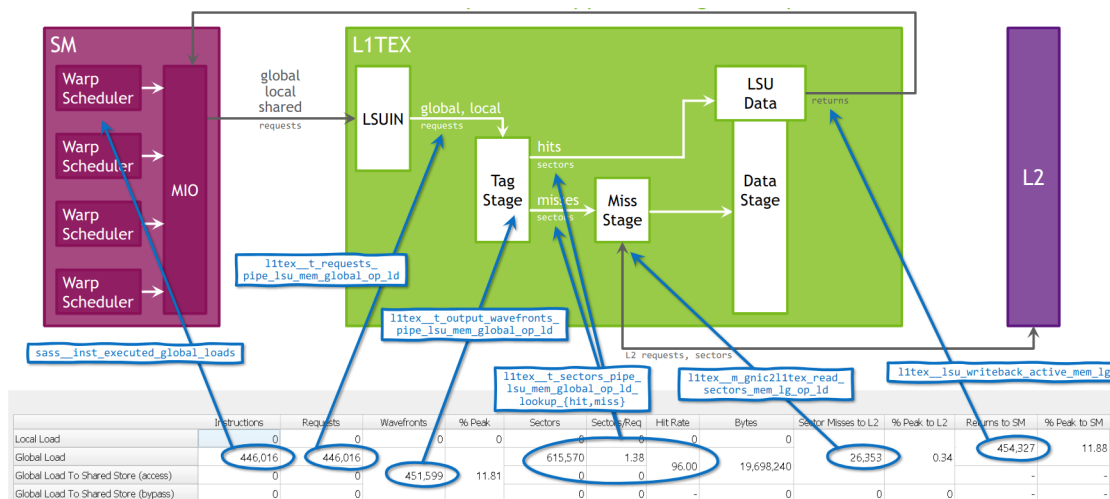 SM
L1TEX
L2
Warp
Scheduler
Warp
Scheduler
Warp
Scheduler
Warp
Scheduler
MIO
global
local
shared
requests
LSUIN
global, local
requests
Tag
Stage
hits
sectors
misses
sectors
Miss
Stage
LSU
Data
Data
Stage
returns
L2 requests, sectors
l1tex__t_requests_
pipe_lsu_mem_global_op_ld
l1tex__t_output_wavefronts_
pipe_lsu_mem_global_op_ld
sass__inst_executed_global_loads
l1tex__t_sectors_pipe_
lsu_mem_global_op_ld_
lookup_{hit,miss}
l1tex__m_gnic2l1tex_read_
sectors_mem_lg_op_ld
l1tex__lsu_writeback_active_mem_lg
Instructions Requests Wavefronts % Peak Sectors Sectors/Req Hit Rate Bytes Sector Misses to L2 % Peak to L2 Returns to SM % Peak to SM
Local Load 0 0 0 0 0 0 0 0 0 0
Global Load 446,016 446,016 451,599 11.81 615,570 1.38 96.00 19,698,240 26,353 0.34 454,327 11.88
Global Load To Shared Store (access) 0 0 0 0 - -
Global Load To Shared Store (bypass) 0 0 0 0 - 0 0 0 - -